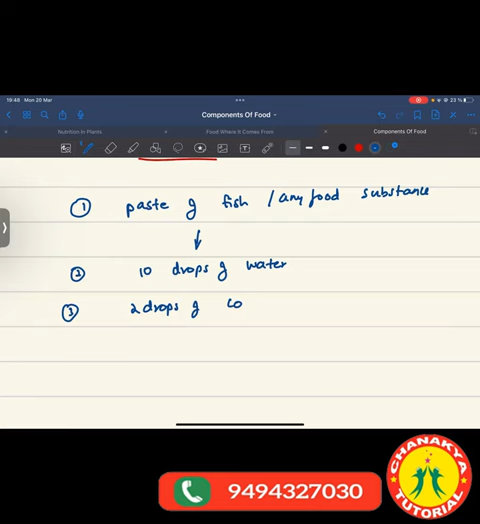 19:48 Mon 20 Mar
23%
Components Of Food
Nutrition in Plants
Food Where It Comes From
Components Of Food
① paste of fish / any food substance
② 10 drops of water
③ 2 drops of co
9494327030
CHANAKYA
TUTORIAL